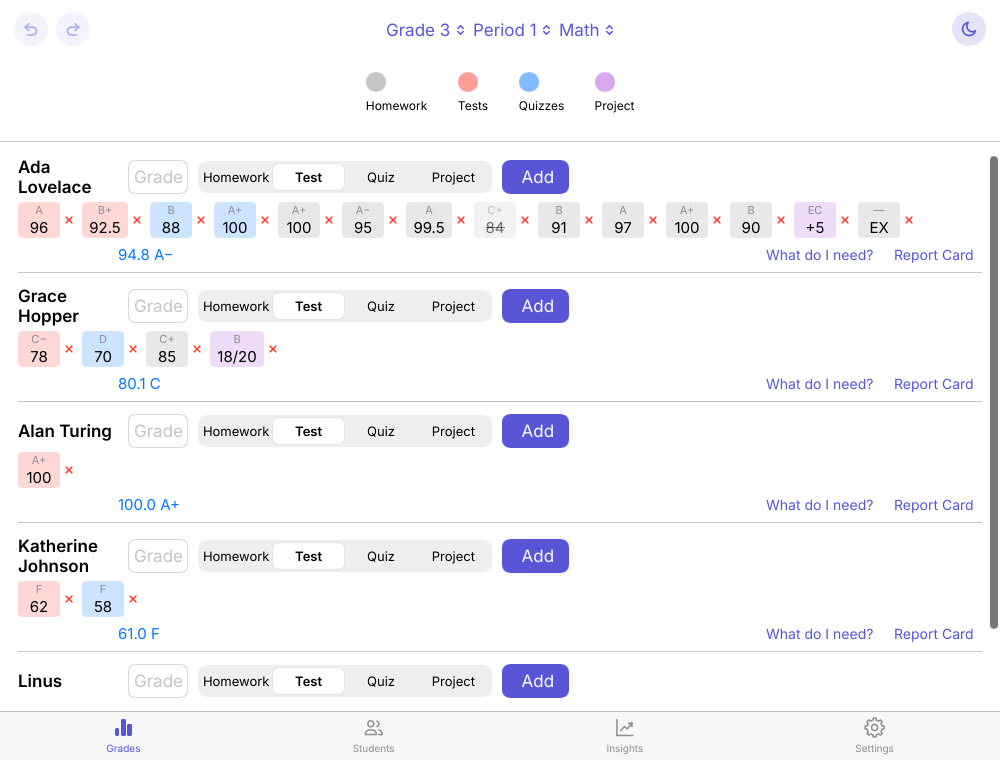 Grade 3 Period 1 Math
Homework Tests Quizzes Project
Ada Lovelace Grade Homework Test Quiz Project Add
A B+ B A+ A+ A− A C+ B A A+ B EC —
96 × 92.5 × 88 × 100 × 100 × 95 × 99.5 × 84 × 91 × 97 × 100 × 90 × +5 × EX ×
94.8 A− What do I need? Report Card
Grace Hopper Grade Homework Test Quiz Project Add
C− D C+ B
78 × 70 × 85 × 18/20 ×
80.1 C What do I need? Report Card
Alan Turing Grade Homework Test Quiz Project Add
A+
100 ×
100.0 A+ What do I need? Report Card
Katherine Johnson Grade Homework Test Quiz Project Add
F F
62 × 58 ×
61.0 F What do I need? Report Card
Linus Grade Homework Test Quiz Project Add
Grades Students Insights Settings